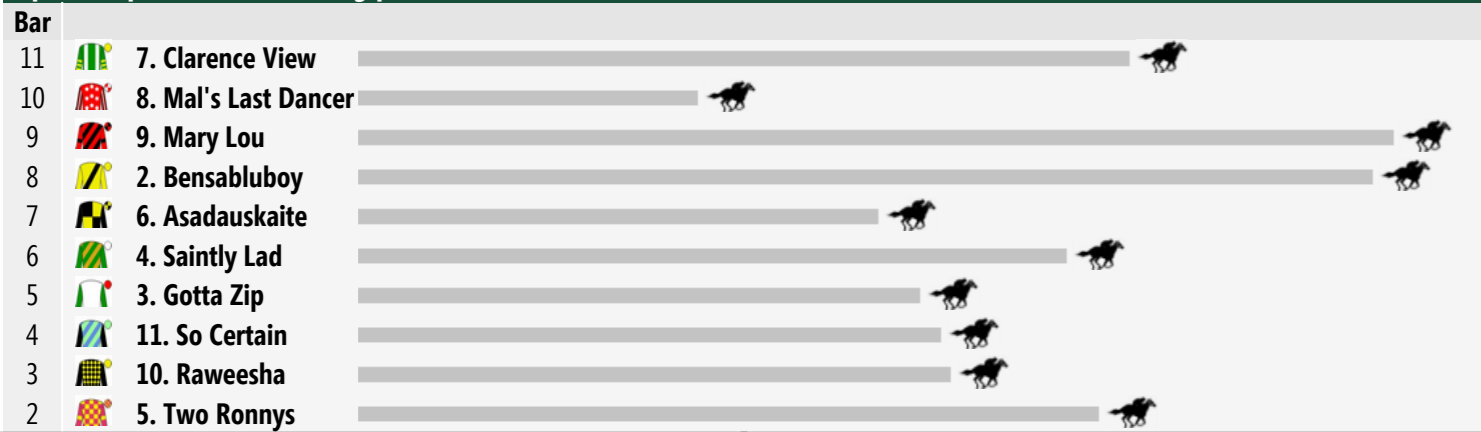 Bar
11 7. Clarence View
10 8. Mal's Last Dancer
9 9. Mary Lou
8 2. Bensabluboy
7 6. Asadauskaite
6 4. Saintly Lad
5 3. Gotta Zip
4 11. So Certain
3 10. Raweesha
2 5. Two Ronnys